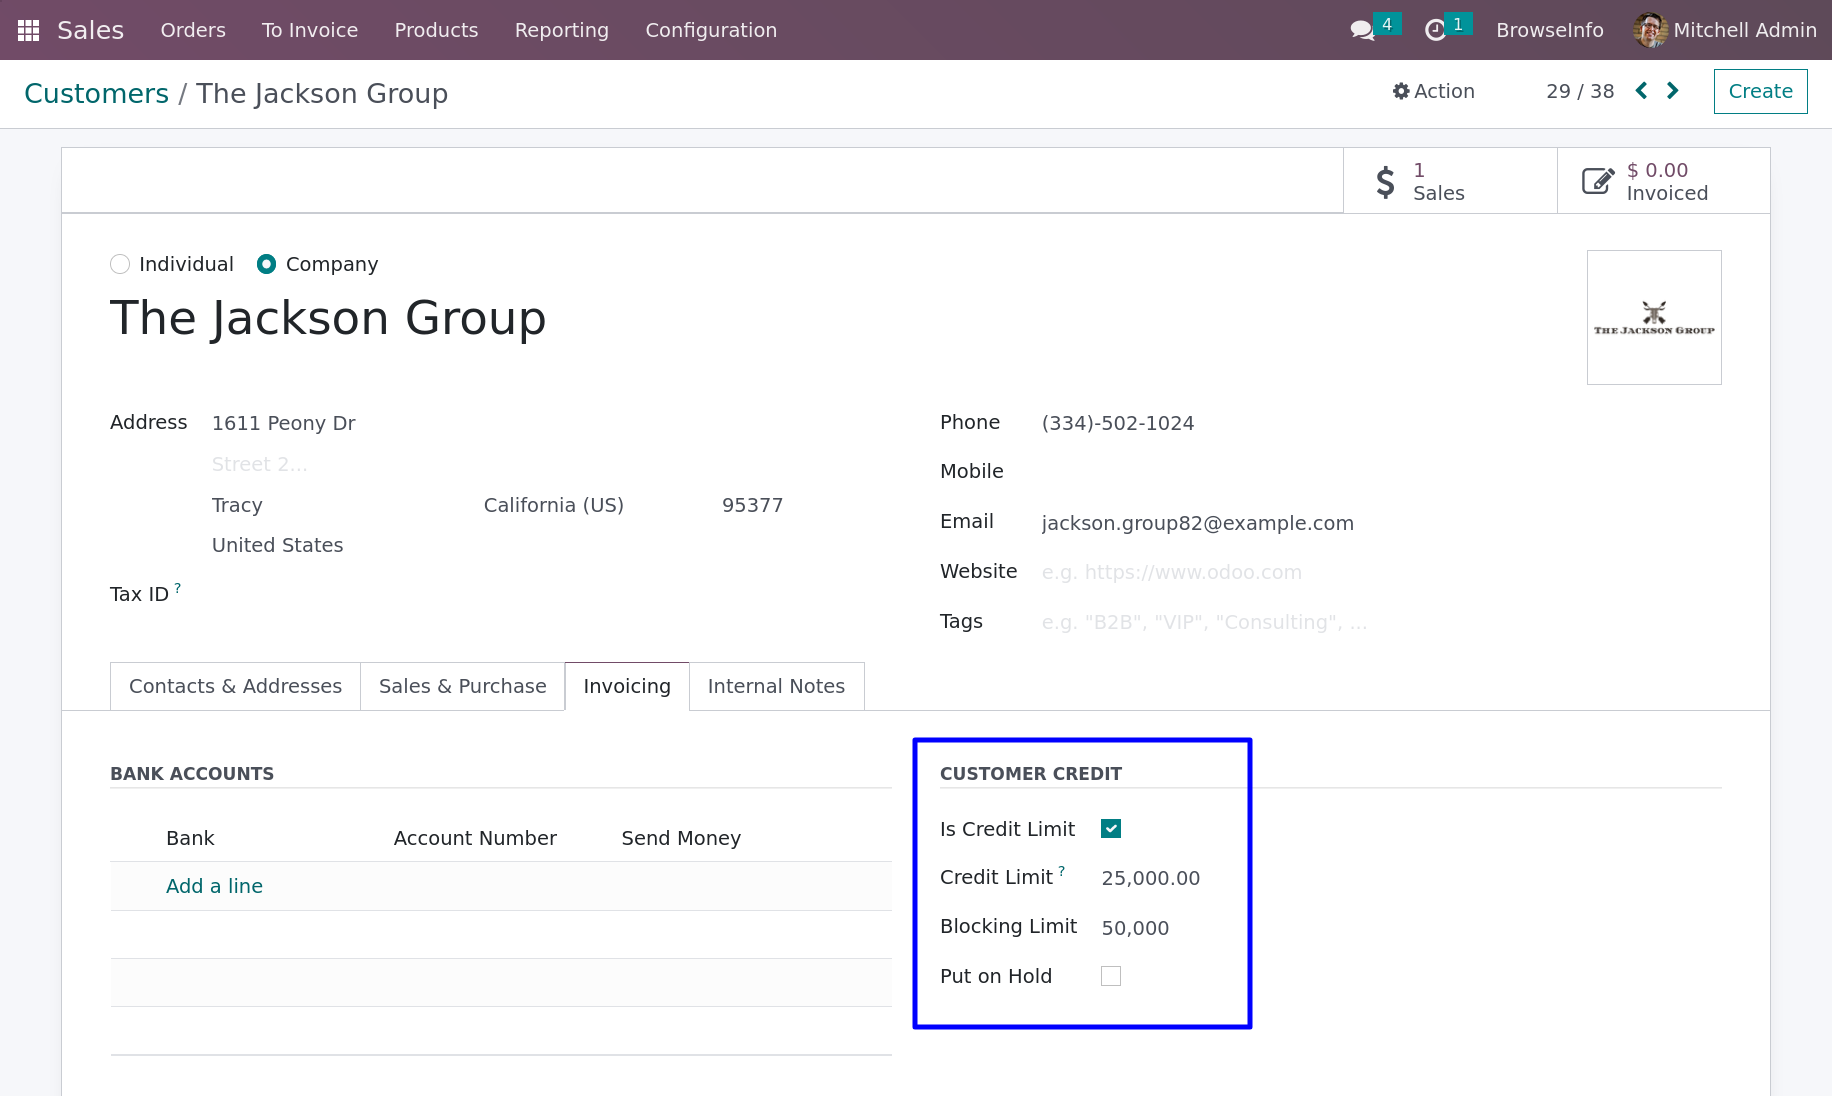 Sales Orders To Invoice Products Reporting Configuration 4 1 BrowseInfo Mitchell Admin
Customers / The Jackson Group Action 29 / 38 Create
1
Sales
$ 0.00
Invoiced
Individual Company
The Jackson Group
THE JACKSON GROUP
Address 1611 Peony Dr
Street 2...
Tracy California (US) 95377
United States
Tax ID ?
Phone (334)-502-1024
Mobile
Email jackson.group82@example.com
Website e.g. https://www.odoo.com
Tags e.g. "B2B", "VIP", "Consulting", ...
Contacts & Addresses Sales & Purchase Invoicing Internal Notes
BANK ACCOUNTS
Bank Account Number Send Money
Add a line
CUSTOMER CREDIT
Is Credit Limit
Credit Limit ? 25,000.00
Blocking Limit 50,000
Put on Hold